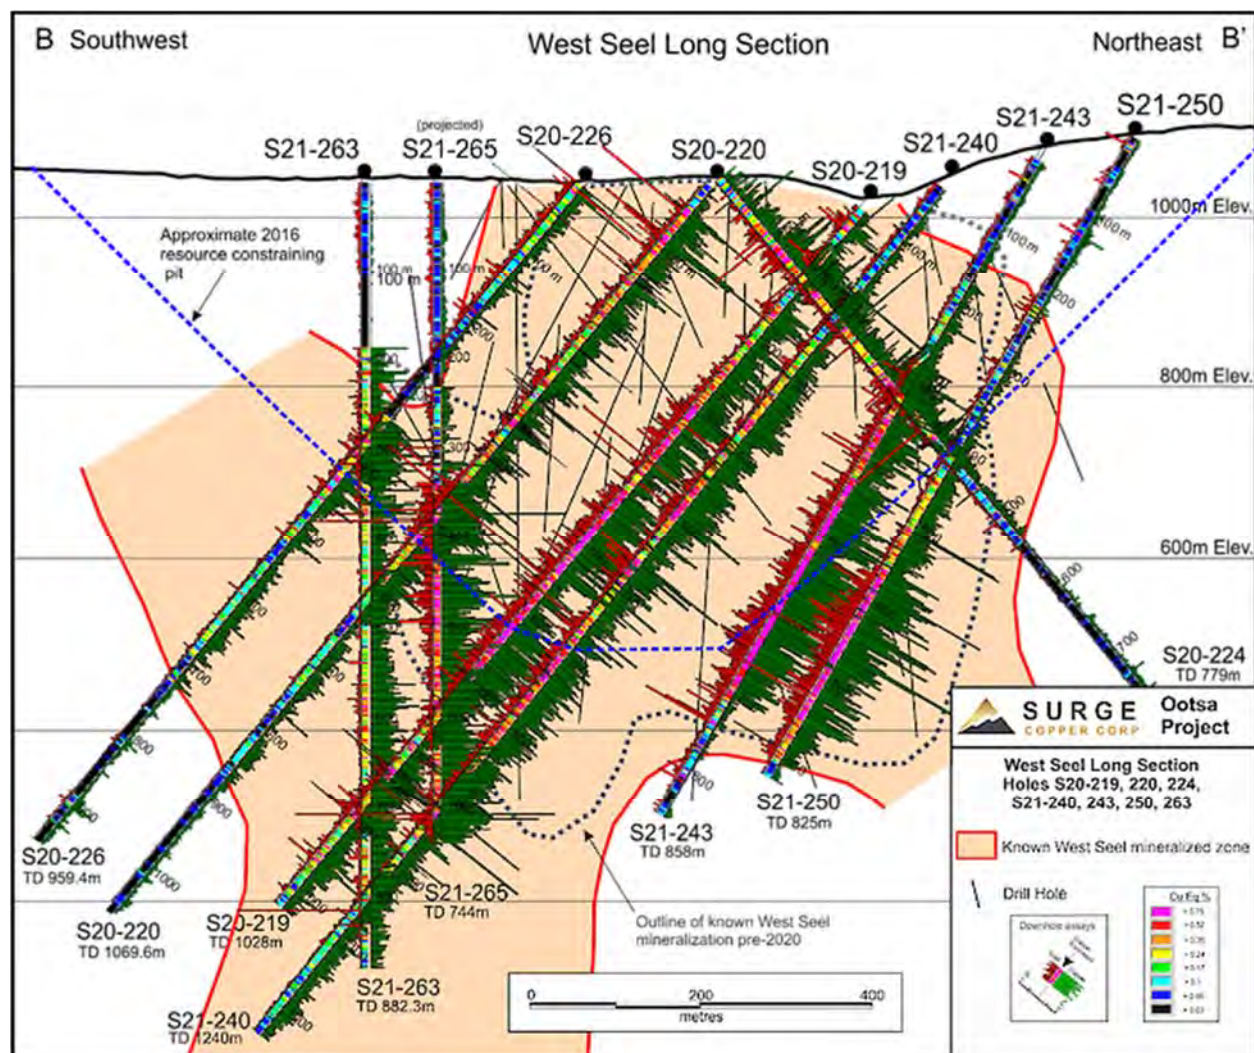 B Southwest
West Seel Long Section
Northeast B'
S21-263
(projected)
S21-265
S20-226
S20-220
S20-219
S21-240
S21-243
S21-250
1000m Elev.
Approximate 2016
resource constraining
pit
800m Elev.
600m Elev.
S20-224
TD 779m
S20-226
TD 959.4m
S20-220
TD 1069.6m
S20-219
TD 1028m
S21-240
TD 1240m
S21-263
TD 882.3m
S21-265
TD 744m
S21-243
TD 858m
S21-250
TD 825m
Outline of known West Seel
mineralization pre-2020
0 200 400
metres
SURGE
COPPER CORP
Ootsa
Project
West Seel Long Section
Holes S20-219, 220, 224,
S21-240, 243, 250, 263
Known West Seel mineralized zone
Drill Hole
Downhole assays
Cu Eq %